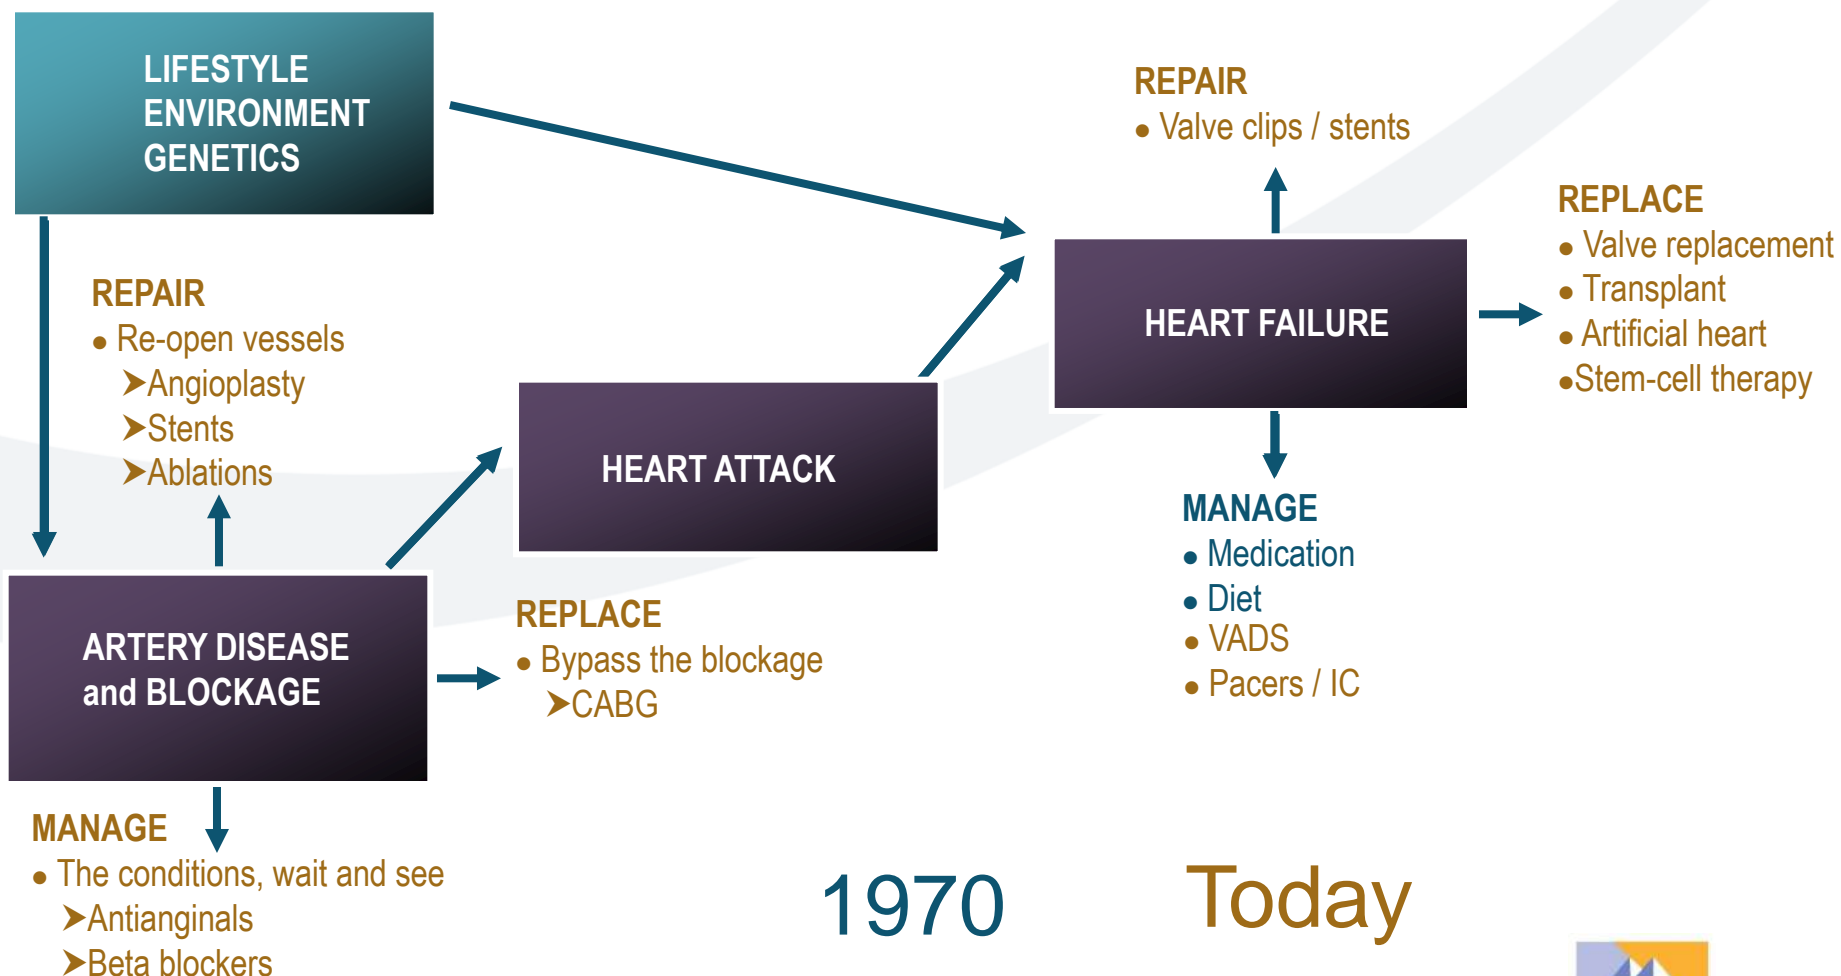 LIFESTYLE
ENVIRONMENT
GENETICS
REPAIR
• Re-open vessels
➤Angioplasty
➤Stents
➤Ablations
ARTERY DISEASE
and BLOCKAGE
MANAGE
• The conditions, wait and see
➤Antianginals
➤Beta blockers
REPLACE
• Bypass the blockage
➤CABG
HEART ATTACK
REPAIR
• Valve clips / stents
HEART FAILURE
REPLACE
• Valve replacement
• Transplant
• Artificial heart
•Stem-cell therapy
MANAGE
• Medication
• Diet
• VADS
• Pacers / IC
1970
Today